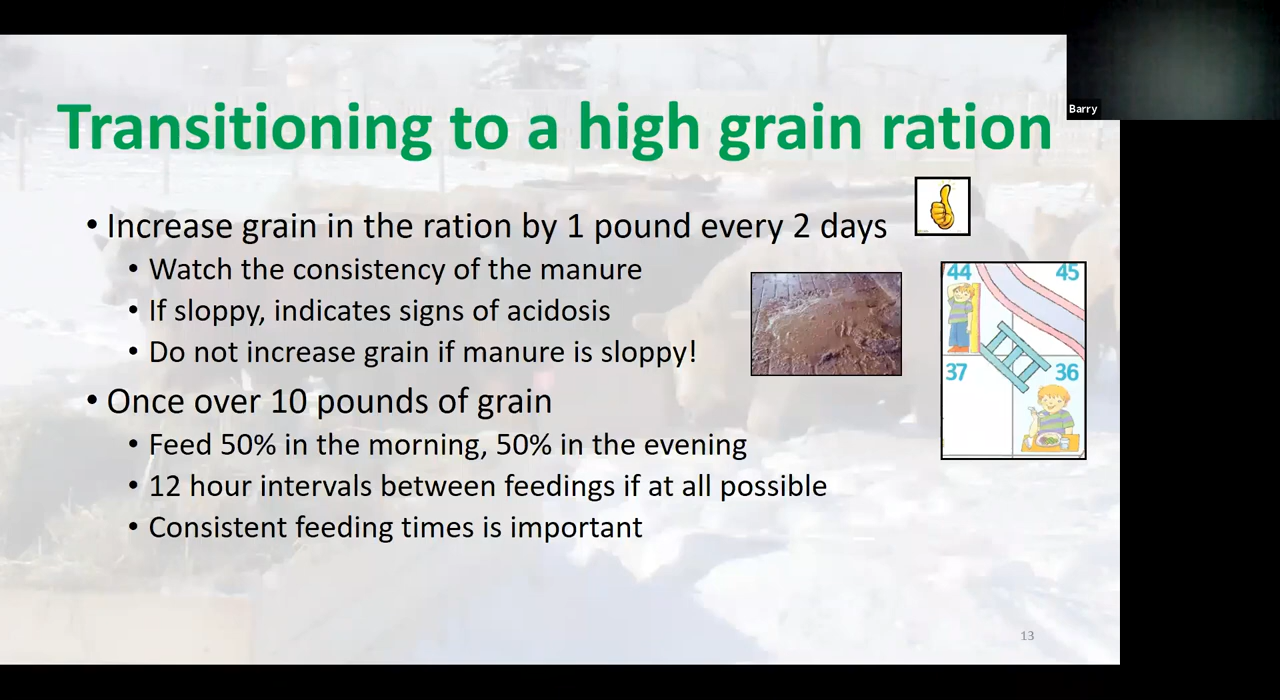 Barry
Transitioning to a high grain ration
• Increase grain in the ration by 1 pound every 2 days
• Watch the consistency of the manure
• If sloppy, indicates signs of acidosis
• Do not increase grain if manure is sloppy!
44 45
37 36
• Once over 10 pounds of grain
• Feed 50% in the morning, 50% in the evening
• 12 hour intervals between feedings if at all possible
• Consistent feeding times is important
13